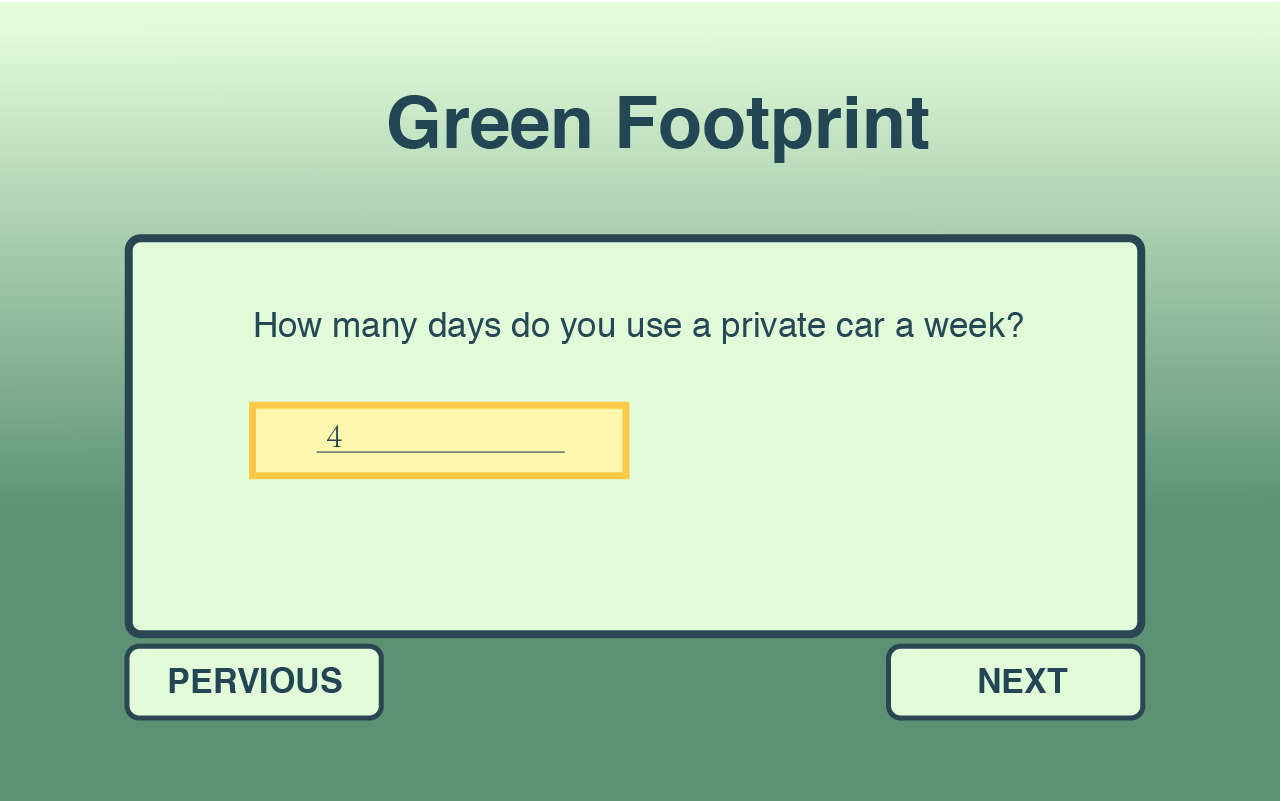 Green Footprint
How many days do you use a private car a week?
4
PERVIOUS
NEXT